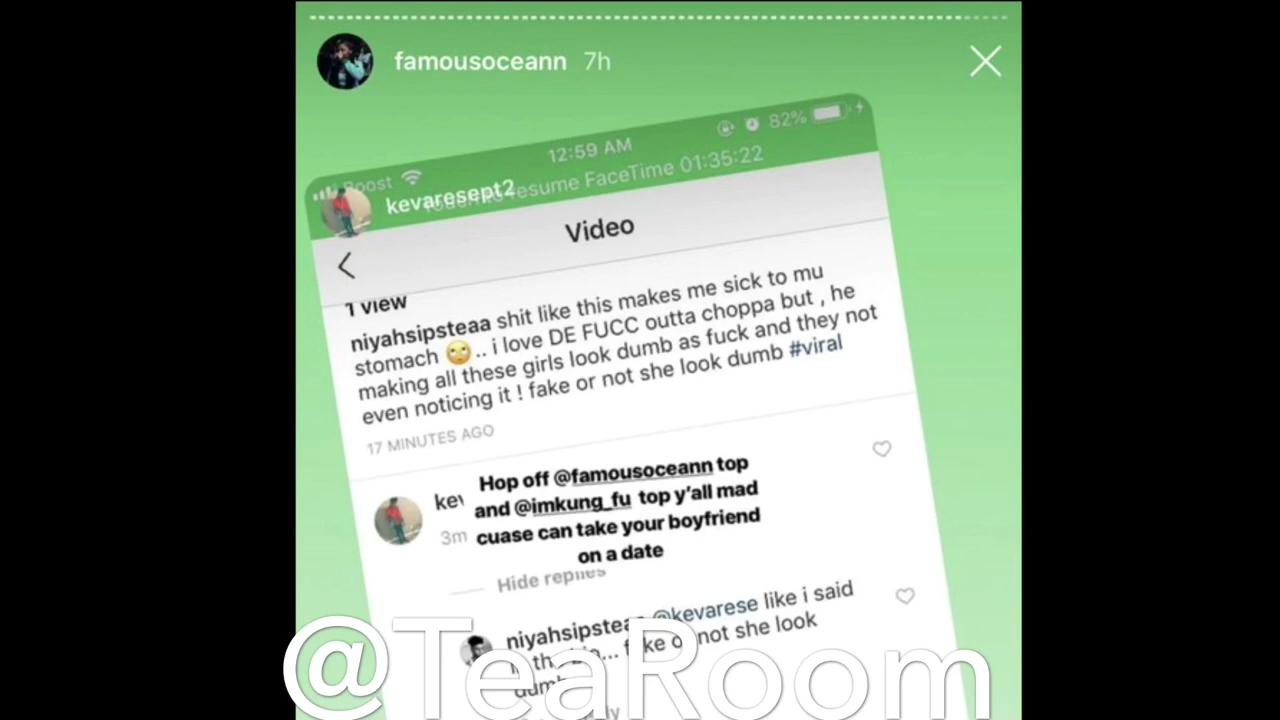 famousoceann 7h
12:59 AM 82%
Boost
resume FaceTime 01:35:22
kevaresept2
Video
1 view
niyahsipsteaa shit like this makes me sick to mu
stomach 🙄.. i love DE FUCC outta choppa but , he
making all these girls look dumb as fuck and they not
even noticing it ! fake or not she look dumb #viral
17 MINUTES AGO
Hop off @famousoceann top
and @imkung_fu top y'all mad
cuase can take your boyfriend
on a date
3m
Hide replies
@kevarese like i said
or not she look
@TeaRoom